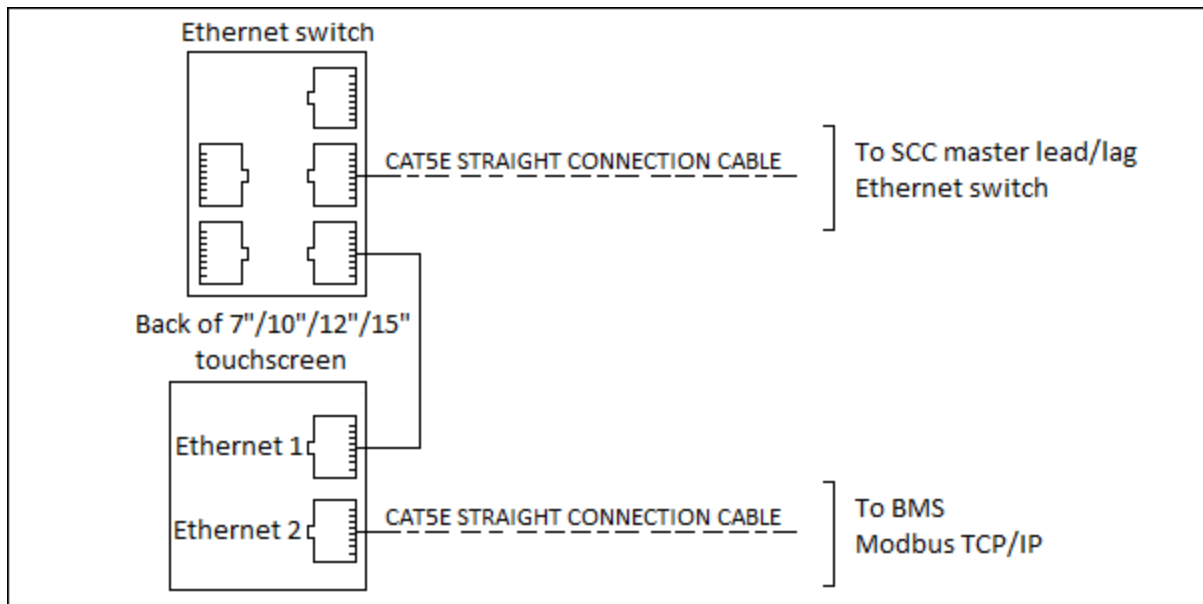 Ethernet switch
CAT5E STRAIGHT CONNECTION CABLE
To SCC master lead/lag
Ethernet switch
Back of 7"/10"/12"/15"
touchscreen
Ethernet 1
Ethernet 2
CAT5E STRAIGHT CONNECTION CABLE
To BMS
Modbus TCP/IP